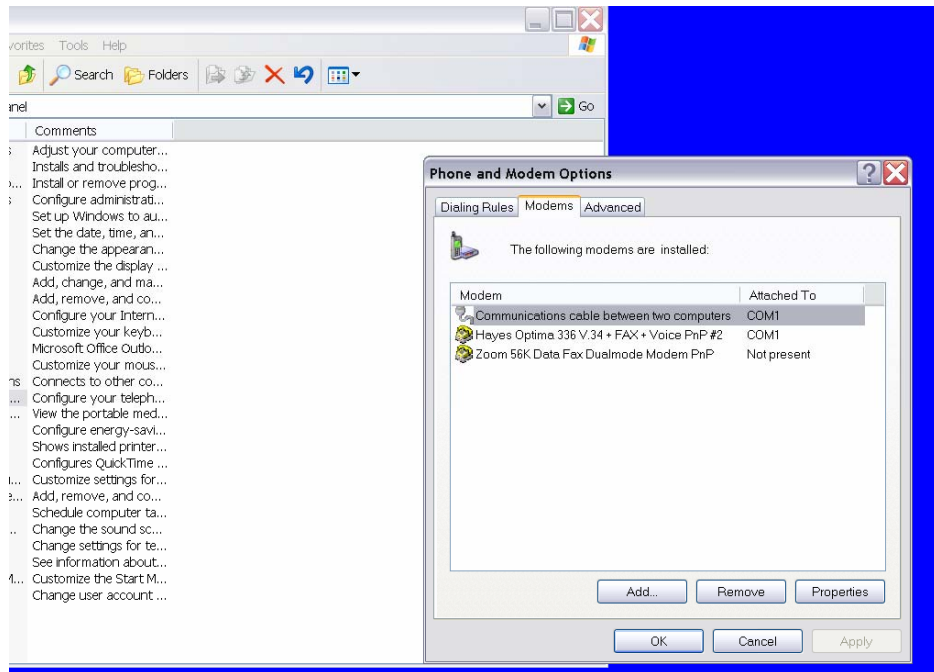 vorites Tools Help
Search Folders
anel Go
Comments
s Adjust your computer...
Installs and troublesho...
o... Install or remove prog...
s Configure administrati...
Set up Windows to au...
Set the date, time, an...
Change the appearan...
Customize the display ...
Add, change, and ma...
Add, remove, and co...
Configure your Intern...
Customize your keyb...
Microsoft Office Outlo...
Customize your mous...
ns Connects to other co...
... Configure your teleph...
... View the portable med...
Configure energy-savi...
Shows installed printer...
Configures QuickTime ...
... Customize settings for...
e... Add, remove, and co...
Schedule computer ta...
.. Change the sound sc...
Change settings for te...
See information about...
M... Customize the Start M...
Change user account ...
Phone and Modem Options
Dialing Rules Modems Advanced
The following modems are installed:
Modem Attached To
Communications cable between two computers COM1
Hayes Optima 336 V.34 + FAX + Voice PnP #2 COM1
Zoom 56K Data Fax Dualmode Modem PnP Not present
Add... Remove Properties
OK Cancel Apply